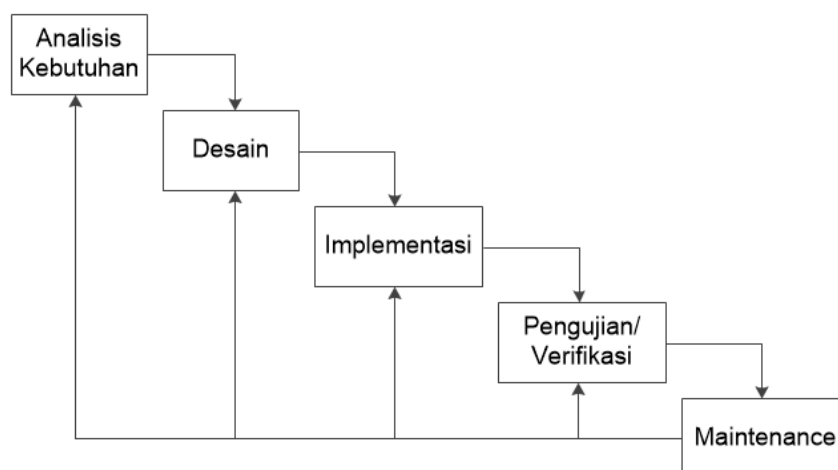 Analisis
Kebutuhan
Desain
Implementasi
Pengujian/
Verifikasi
Maintenance